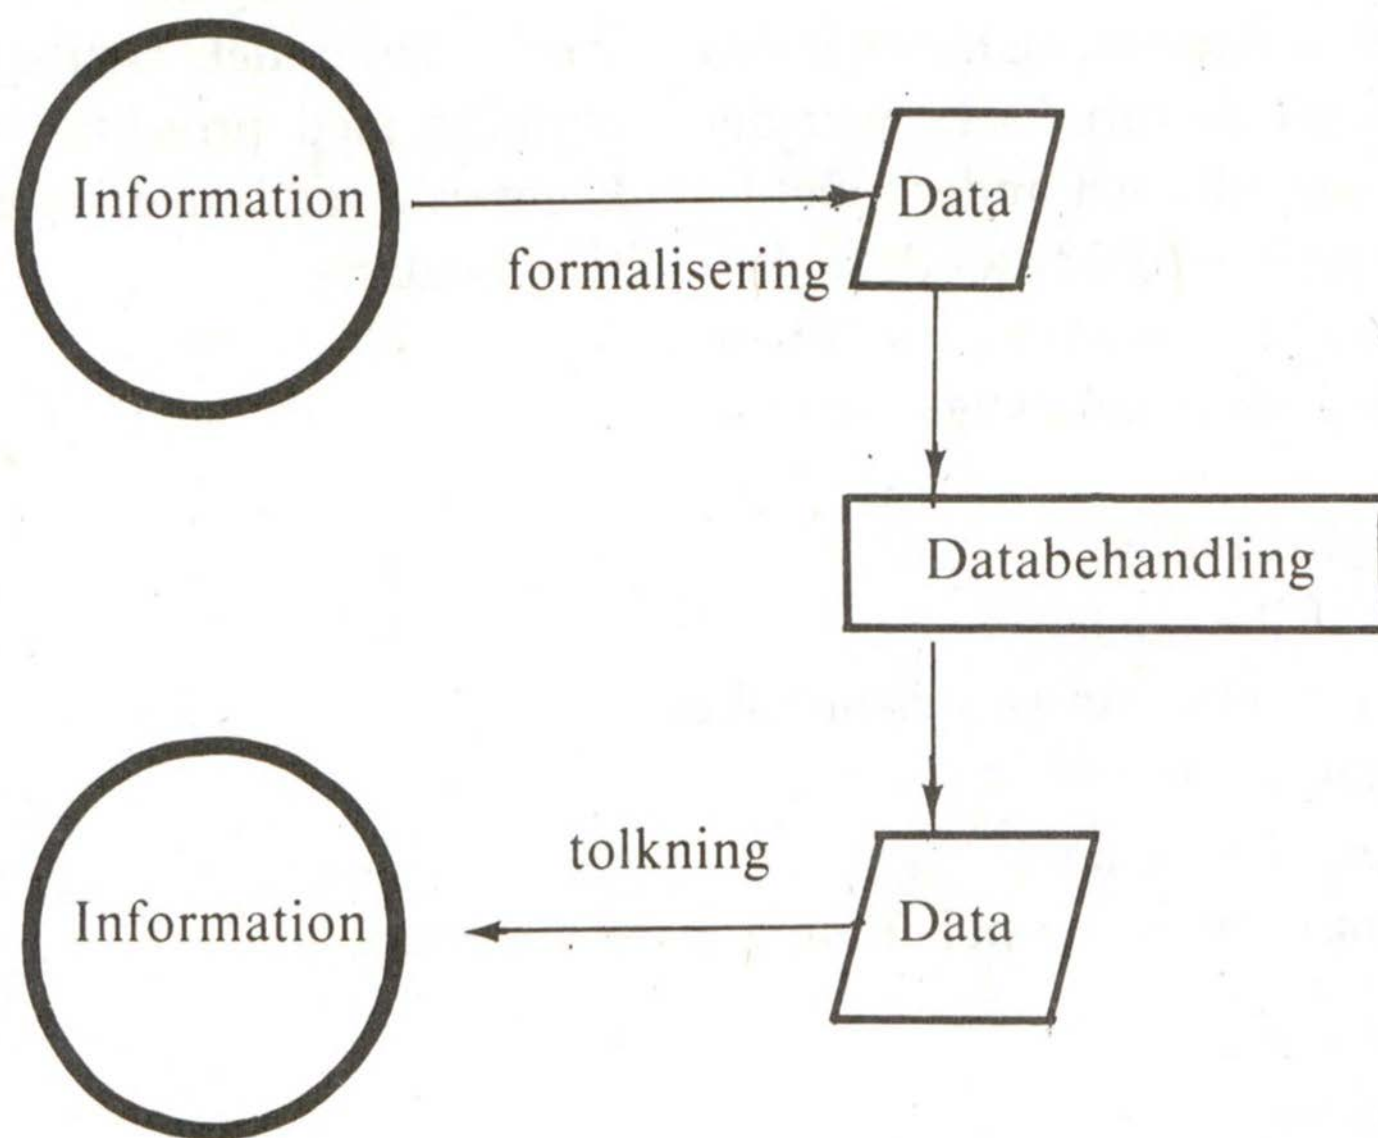 Information
Data
formalisering
Databehandling
tolkning
Information
Data